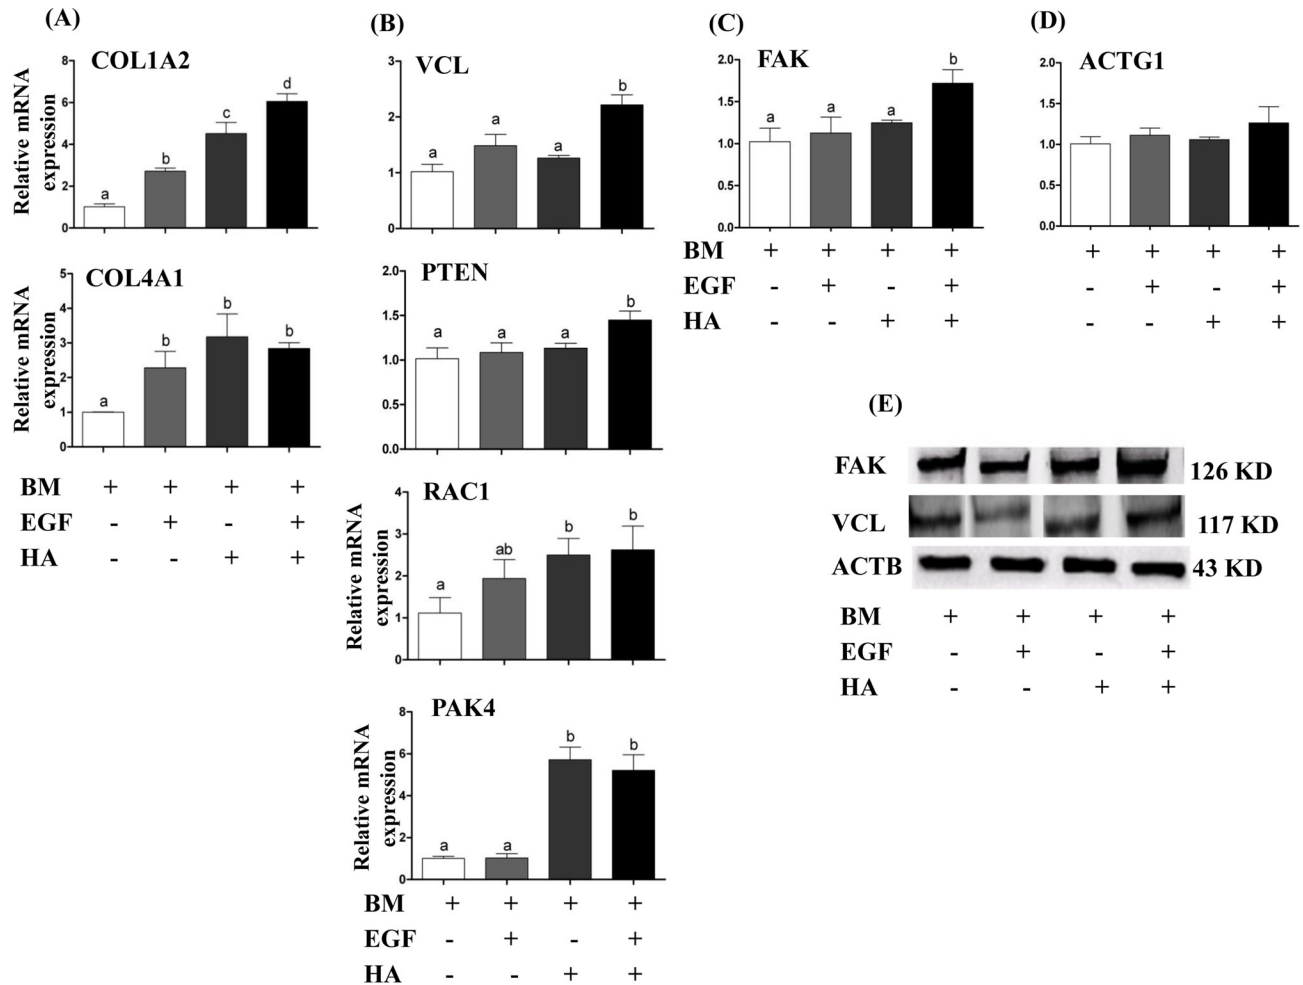 (A)
COL1A2
Relative mRNA
expression
8
6
4
2
0
a
b
c
d
COL4A1
Relative mRNA
expression
5
4
3
2
1
0
a
b
b
b
BM + + + +
EGF - + - +
HA - - + +
(B)
VCL
1
2
1
0
a
a
a
b
PTEN
2.0
1.5
1.0
0.5
0.0
a
a
a
b
RAC1
Relative mRNA
expression
4
3
2
1
0
a
ab
b
b
PAK4
Relative mRNA
expression
8
6
4
2
0
a
a
b
b
BM + + + +
EGF - + - +
HA - - + +
(C)
FAK
2.0
1.5
1.0
0.5
0.0
a
a
a
b
BM + + + +
EGF - + - +
HA - - + +
(D)
ACTG1
2.0
1.5
1.0
0.5
0.0
+ + + +
- + - +
- - + +
(E)
FAK 126 KD
VCL 117 KD
ACTB 43 KD
BM + + + +
EGF - + - +
HA - - + +